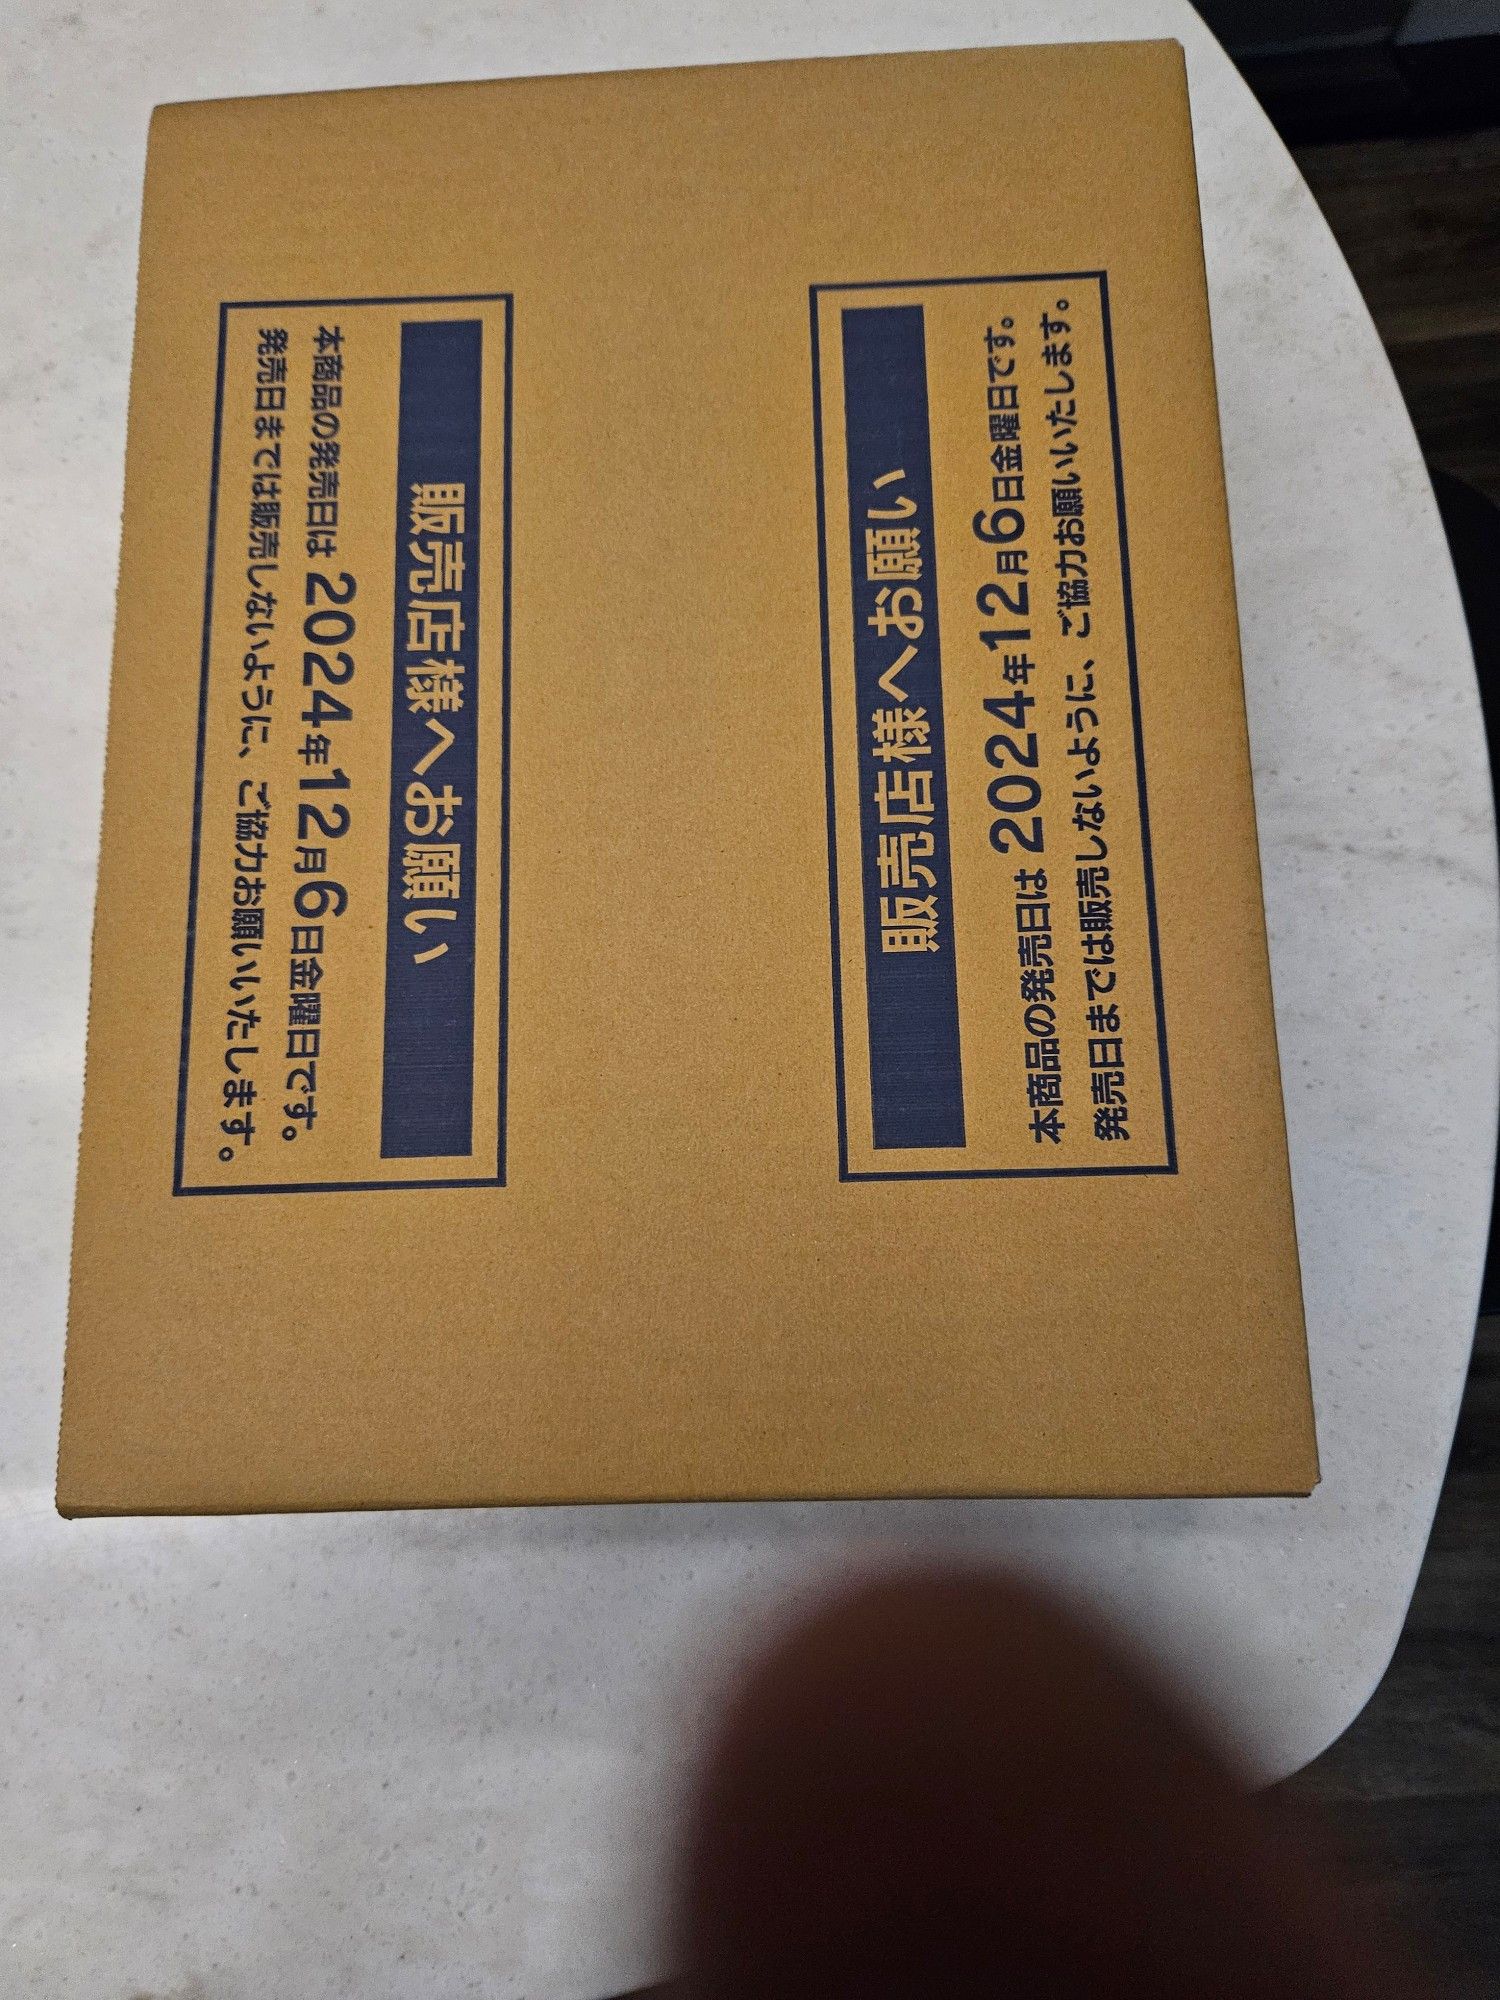 販売店様へお願い
本商品の発売日は 2024年12月6日金曜日です。
発売日までは販売しないように、ご協力お願いいたします。
販売店様へお願い
本商品の発売日は 2024年12月6日金曜日です。
発売日までは販売しないように、ご協力お願いいたします。